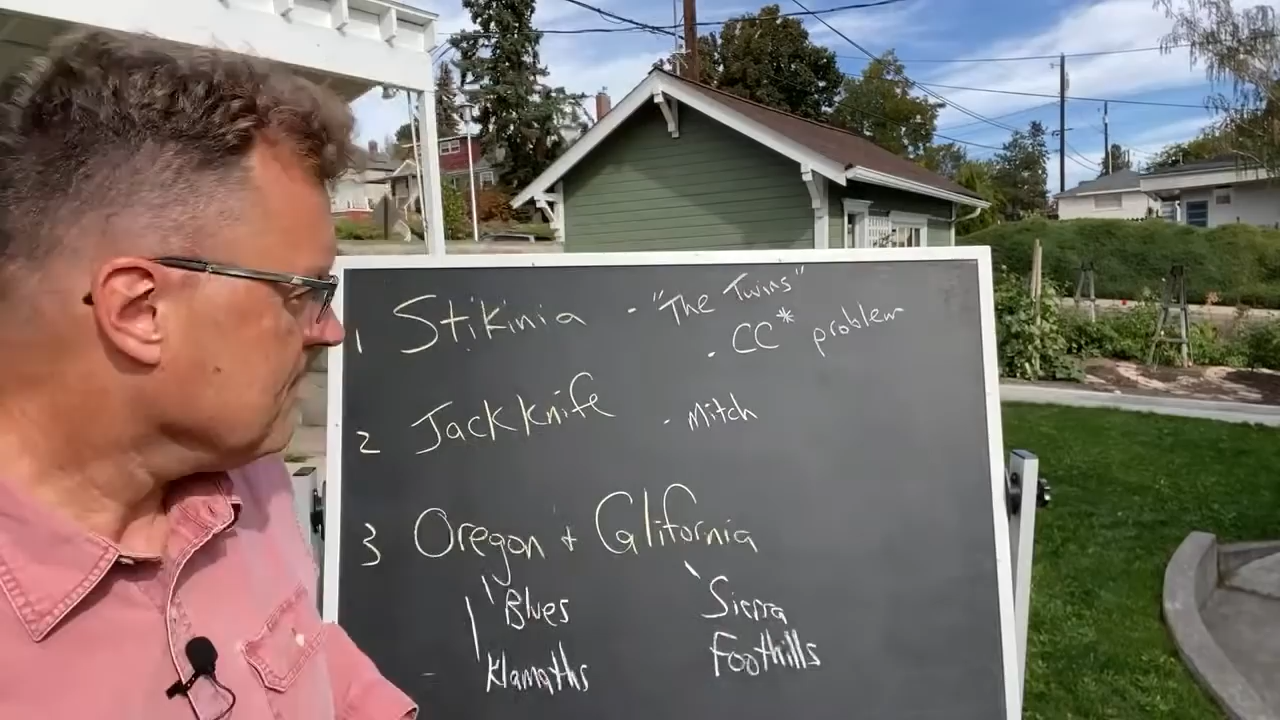 1 Stikinia - "The Twins"
- CC* problem
2 Jackknife - Mitch
3 Oregon + California
Blues Sierra
Klamaths Foothills